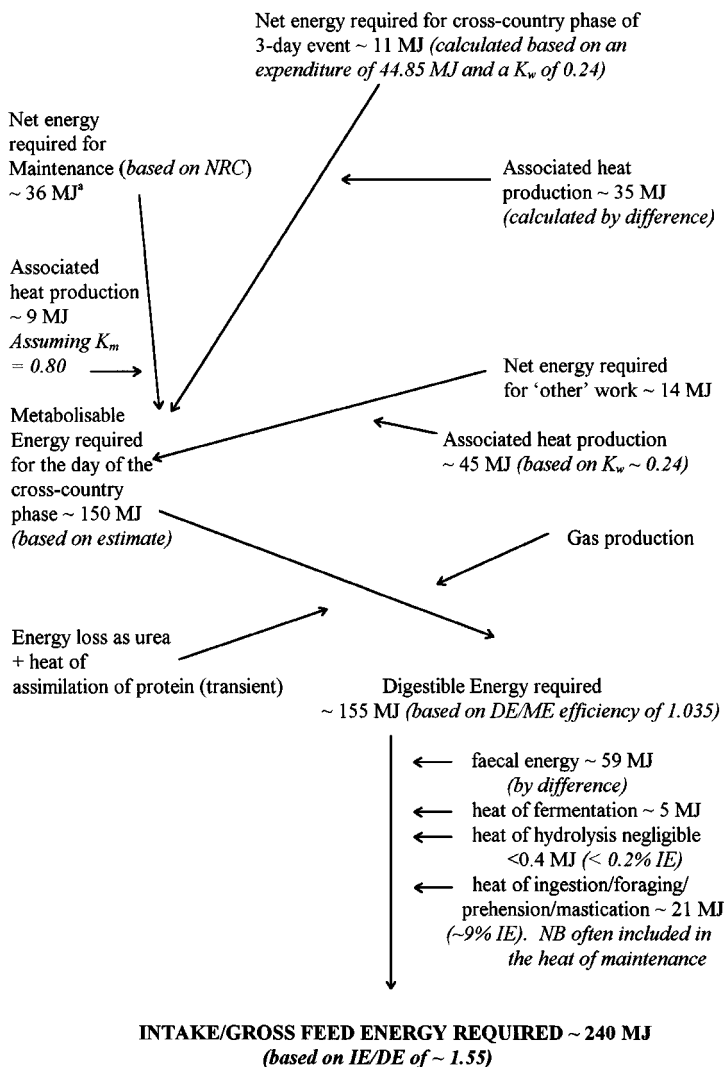 Net energy required for cross-country phase of
3-day event ~ 11 MJ (calculated based on an
expenditure of 44.85 MJ and a Kw of 0.24)
Net energy
required for
Maintenance (based on NRC)
~ 36 MJa
Associated heat
production ~ 35 MJ
(calculated by difference)
Associated
heat production
~ 9 MJ
Assuming Km
= 0.80
Net energy required
for ‘other’ work ~ 14 MJ
Metabolisable
Energy required
for the day of the
cross-country
phase ~ 150 MJ
(based on estimate)
Associated heat production
~ 45 MJ (based on Kw ~ 0.24)
Gas production
Energy loss as urea
+ heat of
assimilation of protein (transient)
Digestible Energy required
~ 155 MJ (based on DE/ME efficiency of 1.035)
faecal energy ~ 59 MJ
(by difference)
heat of fermentation ~ 5 MJ
heat of hydrolysis negligible
<0.4 MJ (< 0.2% IE)
heat of ingestion/foraging/
prehension/mastication ~ 21 MJ
(~9% IE). NB often included in
the heat of maintenance
INTAKE/GROSS FEED ENERGY REQUIRED ~ 240 MJ
(based on IE/DE of ~ 1.55)